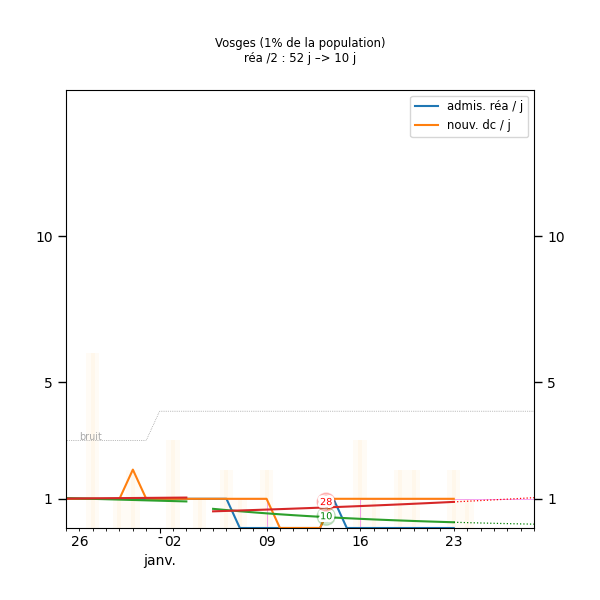 Vosges (1% de la population)
réa /2 : 52 j –> 10 j
admis. réa / j
nouv. dc / j
10
10
5
5
bruit
1
1
28
10
26
02
09
16
23
janv.